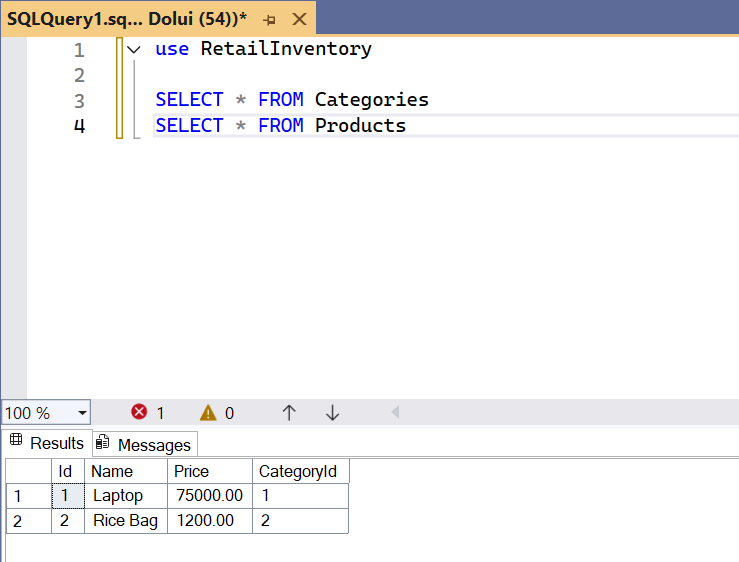 SQLQuery1.sq... Dolui (54))*
1 use RetailInventory
2
3 SELECT * FROM Categories
4 SELECT * FROM Products
100 % 1 0
Results Messages
Id Name Price CategoryId
1 1 Laptop 75000.00 1
2 2 Rice Bag 1200.00 2